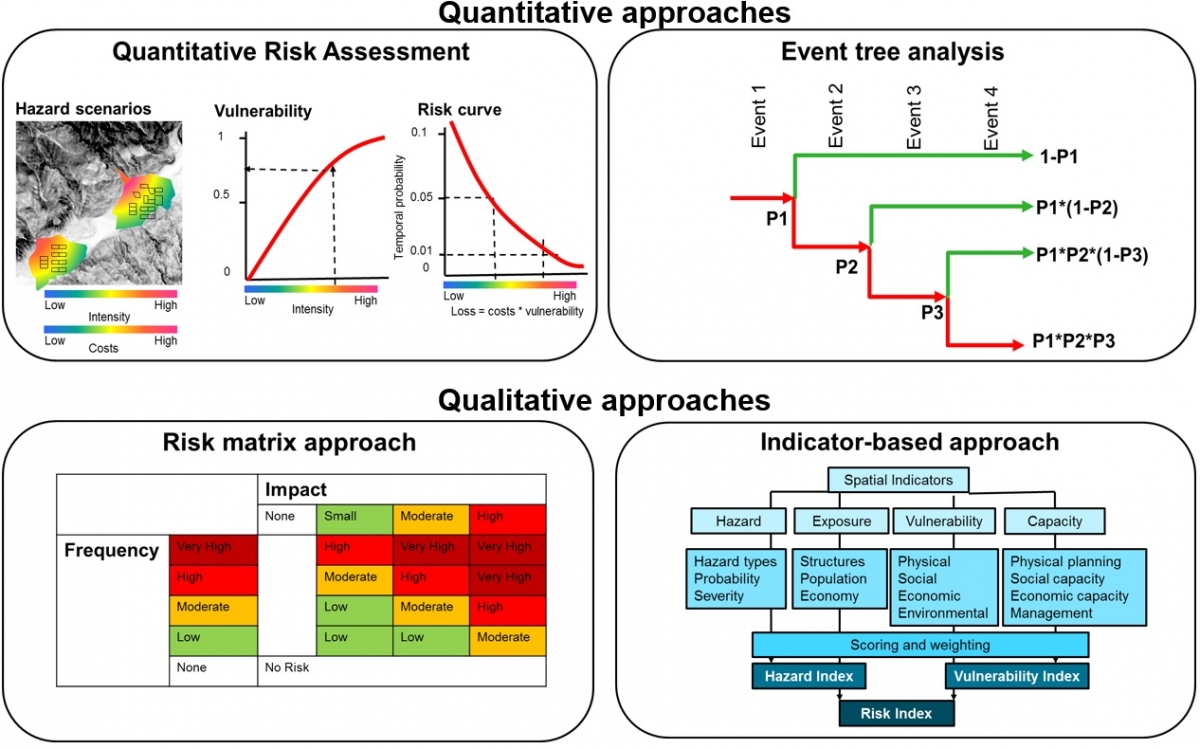 Quantitative approaches
Quantitative Risk Assessment
Hazard scenarios
Low
High
Intensity
Low
High
Costs
Vulnerability
1
0.5
0
Low
High
Intensity
Risk curve
Temporal probability
0.1
0.05
0.01
0
Low
High
Loss = costs * vulnerability
Event tree analysis
Event 1
Event 2
Event 3
Event 4
P1
P2
P3
1-P1
P1*(1-P2)
P1*P2*(1-P3)
P1*P2*P3
Qualitative approaches
Risk matrix approach
Impact
None
Small
Moderate
High
Frequency
Very High
High
Very High
Very High
High
Moderate
High
Very High
Moderate
Low
Moderate
High
Low
Low
Low
Moderate
None
No Risk
Indicator-based approach
Spatial Indicators
Hazard
Exposure
Vulnerability
Capacity
Hazard types
Probability
Severity
Structures
Population
Economy
Physical
Social
Economic
Environmental
Physical planning
Social capacity
Economic capacity
Management
Scoring and weighting
Hazard Index
Vulnerability Index
Risk Index